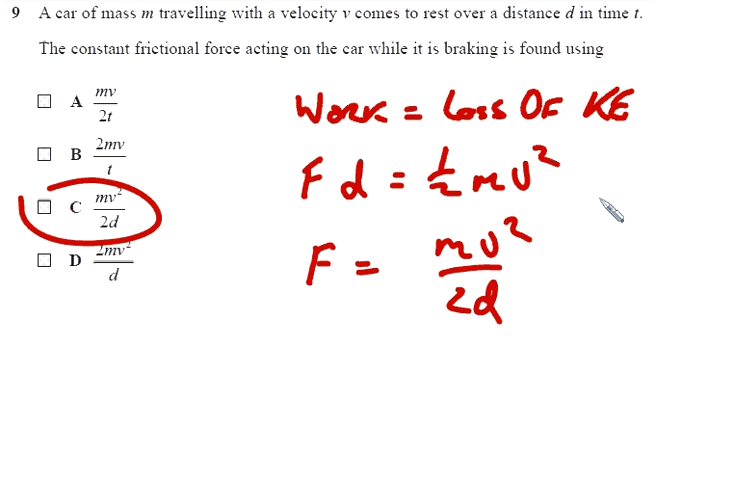 9 A car of mass m travelling with a velocity v comes to rest over a distance d in time t.
The constant frictional force acting on the car while it is braking is found using
A mv/2t
B 2mv/t
C mv²/2d
D 2mv²/d
Work = Loss OF KE
F d = ½ m v²
F = mv²/2d